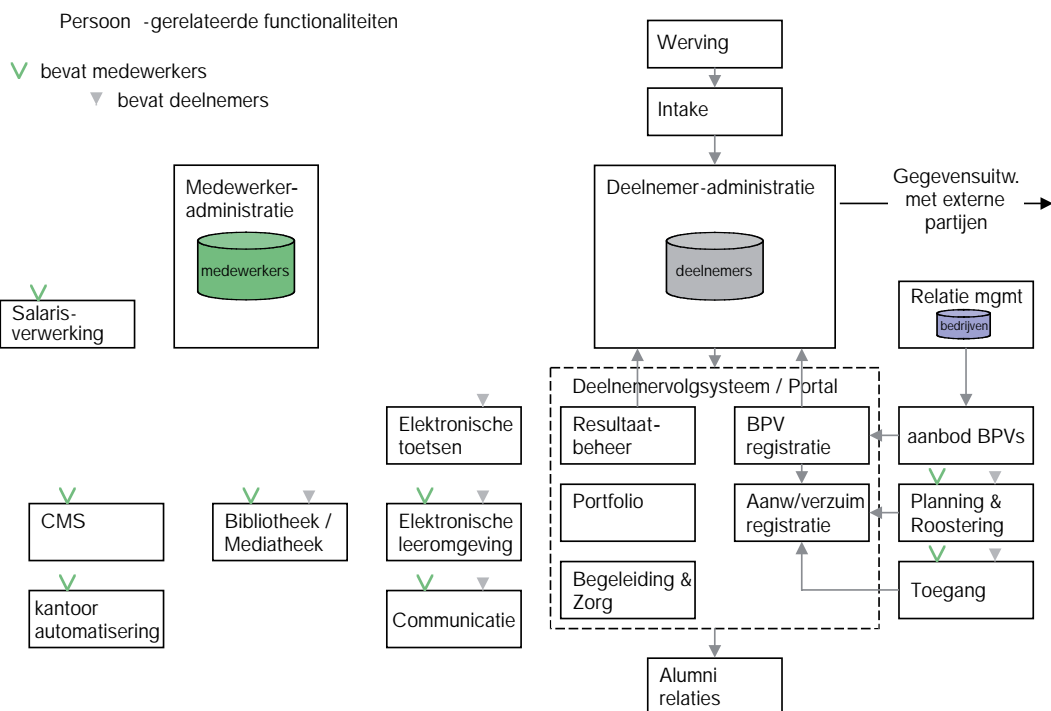 Persoon -gerelateerde functionaliteiten
bevat medewerkers
bevat deelnemers
Werving
Intake
Medewerker-
administratie
medewerkers
Deelnemer-administratie
deelnemers
Gegevensuitw.
met externe
partijen
Salaris-
verwerking
Relatie mgmt
bedrijven
Deelnemervolgsysteem / Portal
Elektronische
toetsen
Resultaat-
beheer
BPV
registratie
aanbod BPVs
CMS
Bibliotheek /
Mediatheek
Elektronische
leeromgeving
Portfolio
Aanw/verzuim
registratie
Planning &
Roostering
kantoor
automatisering
Communicatie
Begeleiding &
Zorg
Toegang
Alumni
relaties